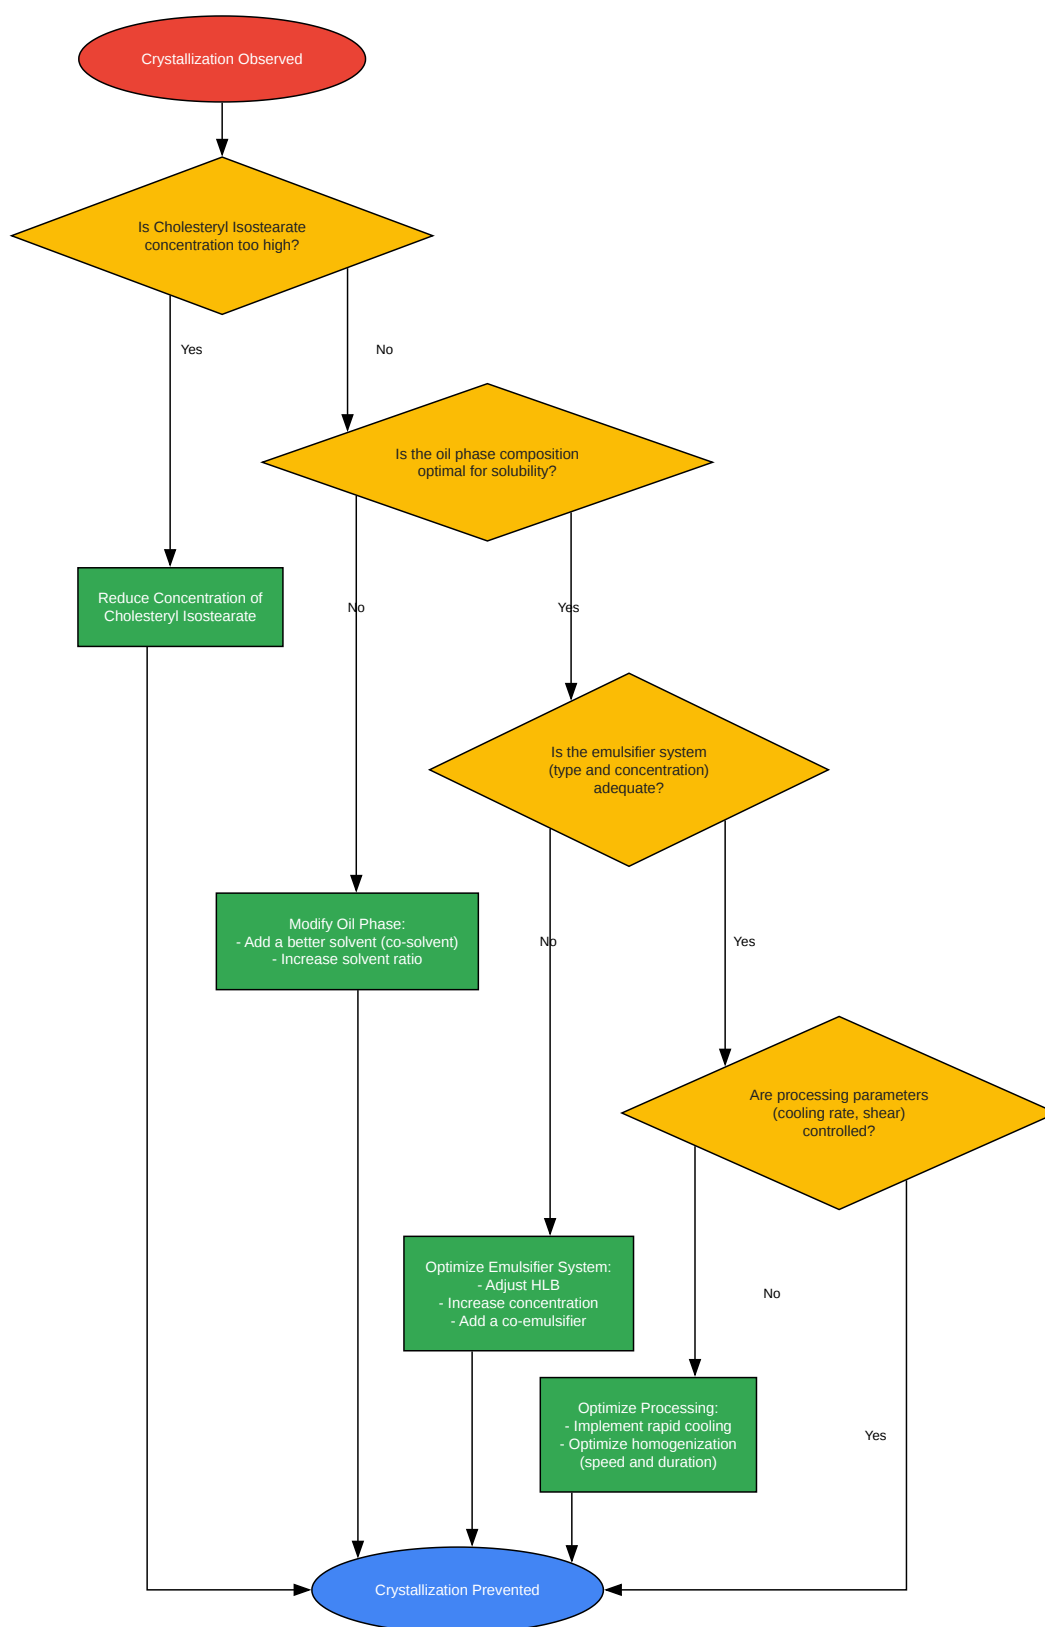 Crystallization Observed
Is Cholesteryl Isostearate
concentration too high?
Yes
No
Is the oil phase composition
optimal for solubility?
Reduce Concentration of
Cholesteryl Isostearate
No
Yes
Is the emulsifier system
(type and concentration)
adequate?
Modify Oil Phase:
- Add a better solvent (co-solvent)
- Increase solvent ratio
No
Yes
Are processing parameters
(cooling rate, shear)
controlled?
Optimize Emulsifier System:
- Adjust HLB
- Increase concentration
- Add a co-emulsifier
No
Optimize Processing:
- Implement rapid cooling
- Optimize homogenization
(speed and duration)
Yes
Crystallization Prevented